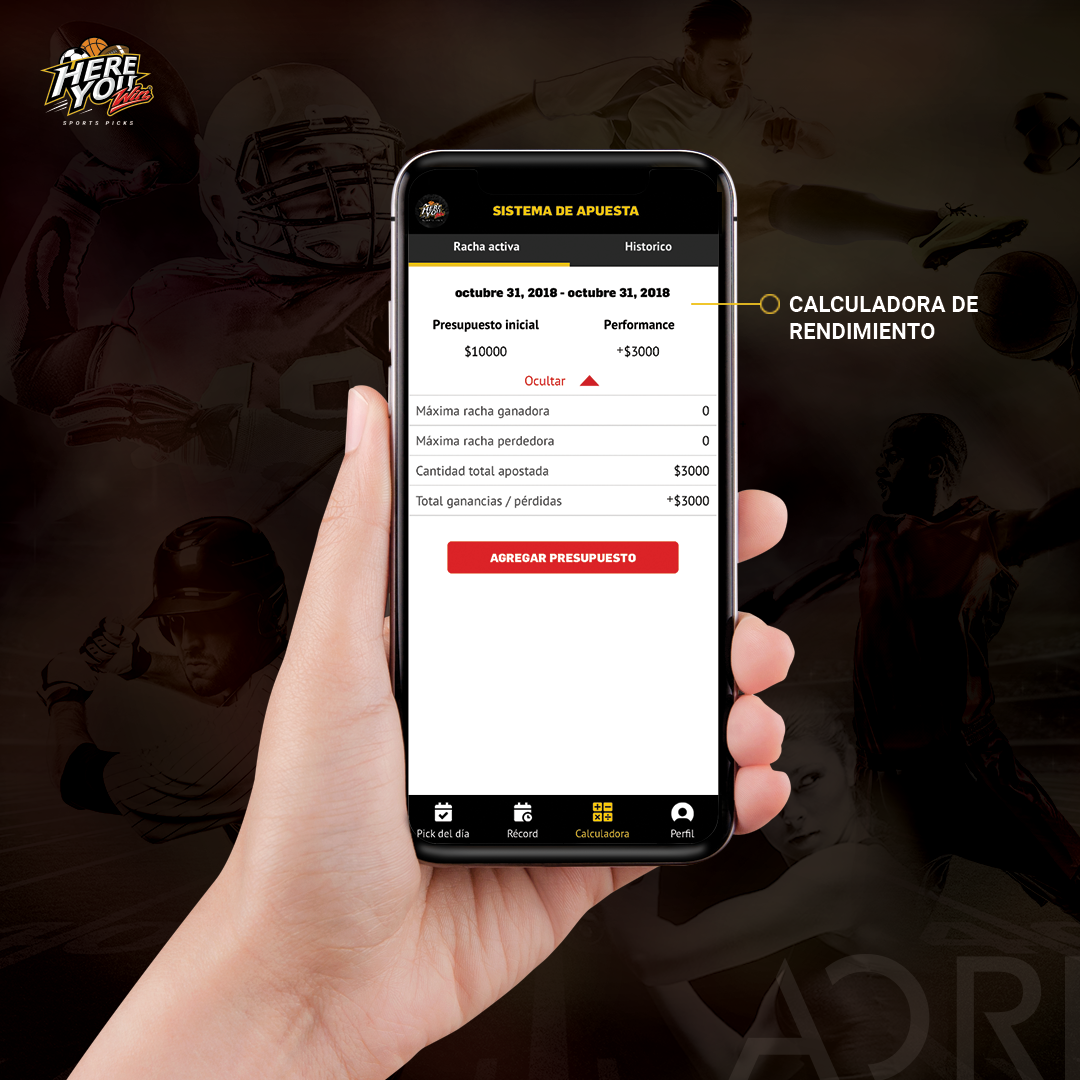 HERE
YOU
Win
SPORTS PICKS
HERE
YOU
SISTEMA DE APUESTA
Racha activa
Historico
octubre 31, 2018 - octubre 31, 2018
Presupuesto inicial
Performance
$10000
+$3000
Ocultar
Máxima racha ganadora
0
Máxima racha perdedora
0
Cantidad total apostada
$3000
Total ganancias / pérdidas
+$3000
AGREGAR PRESUPUESTO
Pick del día
Récord
Calculadora
Perfil
CALCULADORA DE
RENDIMIENTO